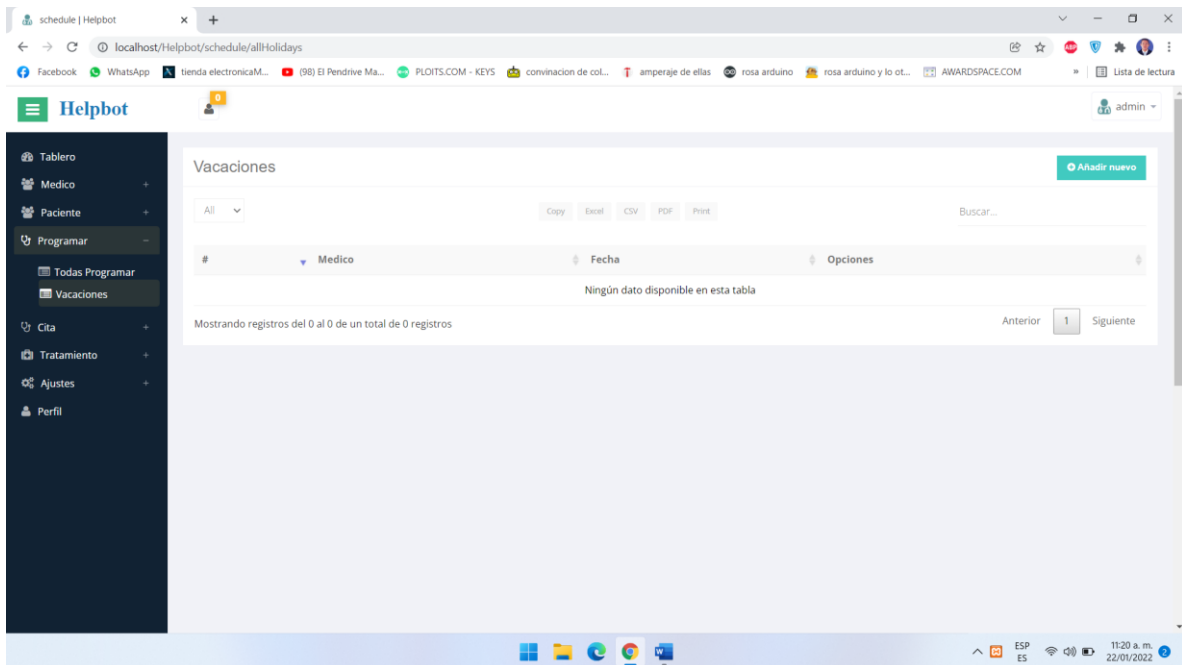 schedule | Helpbot
localhost/Helpbot/schedule/allHolidays
ABP
Facebook WhatsApp tienda electronicaM... (98) El Pendrive Ma... PLOITS.COM - KEYS convinacion de col... amperaje de ellas rosa arduino rosa arduino y lo ot... AWARDSPACE.COM » Lista de lectura
Helpbot 0 admin
Tablero
Medico +
Paciente +
Programar −
Todas Programar
Vacaciones
Cita +
Tratamiento +
Ajustes +
Perfil
Vacaciones Añadir nuevo
All Copy Excel CSV PDF Print Buscar...
# Medico Fecha Opciones
Ningún dato disponible en esta tabla
Mostrando registros del 0 al 0 de un total de 0 registros Anterior 1 Siguiente
ESP
ES
11:20 a. m.
22/01/2022 2